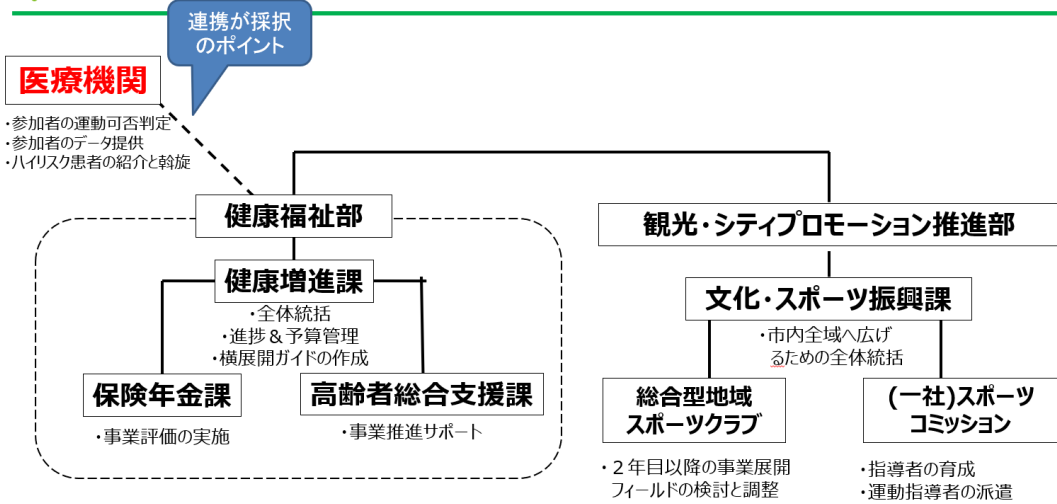 連携が採択
のポイント
医療機関
・参加者の運動可否判定
・参加者のデータ提供
・ハイリスク患者の紹介と斡旋
健康福祉部
健康増進課
・全体統括
・進捗＆予算管理
・横展開ガイドの作成
保険年金課
・事業評価の実施
高齢者総合支援課
・事業推進サポート
観光・シティプロモーション推進部
文化・スポーツ振興課
・市内全域へ広げ
るための全体統括
総合型地域
スポーツクラブ
・２年目以降の事業展開
フィールドの検討と調整
(一社)スポーツ
コミッション
・指導者の育成
・運動指導者の派遣